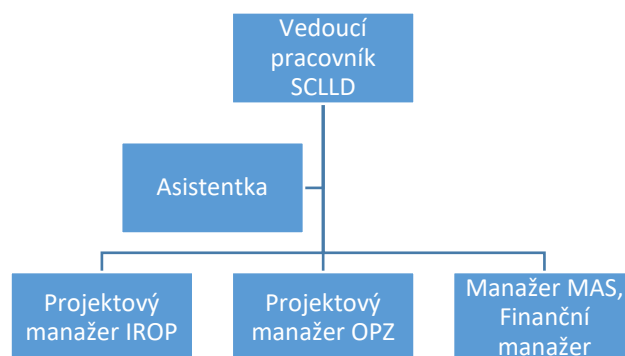 Vedoucí
pracovník
SCLLD
Asistentka
Projektový
manažer IROP
Projektový
manažer OPZ
Manažer MAS,
Finanční
manažer